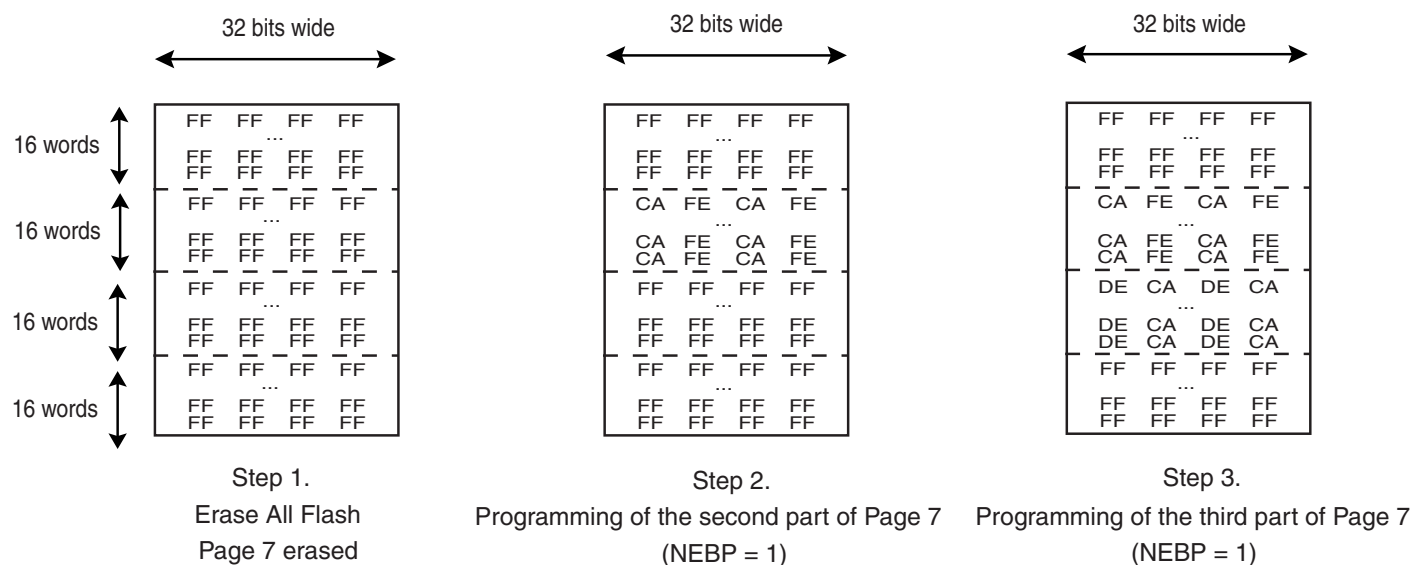 32 bits wide
32 bits wide
32 bits wide
16 words
16 words
16 words
16 words
FF FF FF FF
...
FF FF FF FF
FF FF FF FF
FF FF FF FF
...
FF FF FF FF
FF FF FF FF
FF FF FF FF
...
FF FF FF FF
FF FF FF FF
FF FF FF FF
...
FF FF FF FF
FF FF FF FF
Step 1.
Erase All Flash
Page 7 erased
FF FF FF FF
...
FF FF FF FF
FF FF FF FF
CA FE CA FE
...
CA FE CA FE
CA FE CA FE
FF FF FF FF
...
FF FF FF FF
FF FF FF FF
FF FF FF FF
...
FF FF FF FF
FF FF FF FF
Step 2.
Programming of the second part of Page 7
(NEBP = 1)
FF FF FF FF
...
FF FF FF FF
FF FF FF FF
CA FE CA FE
...
CA FE CA FE
CA FE CA FE
DE CA DE CA
...
DE CA DE CA
DE CA DE CA
FF FF FF FF
...
FF FF FF FF
FF FF FF FF
Step 3.
Programming of the third part of Page 7
(NEBP = 1)